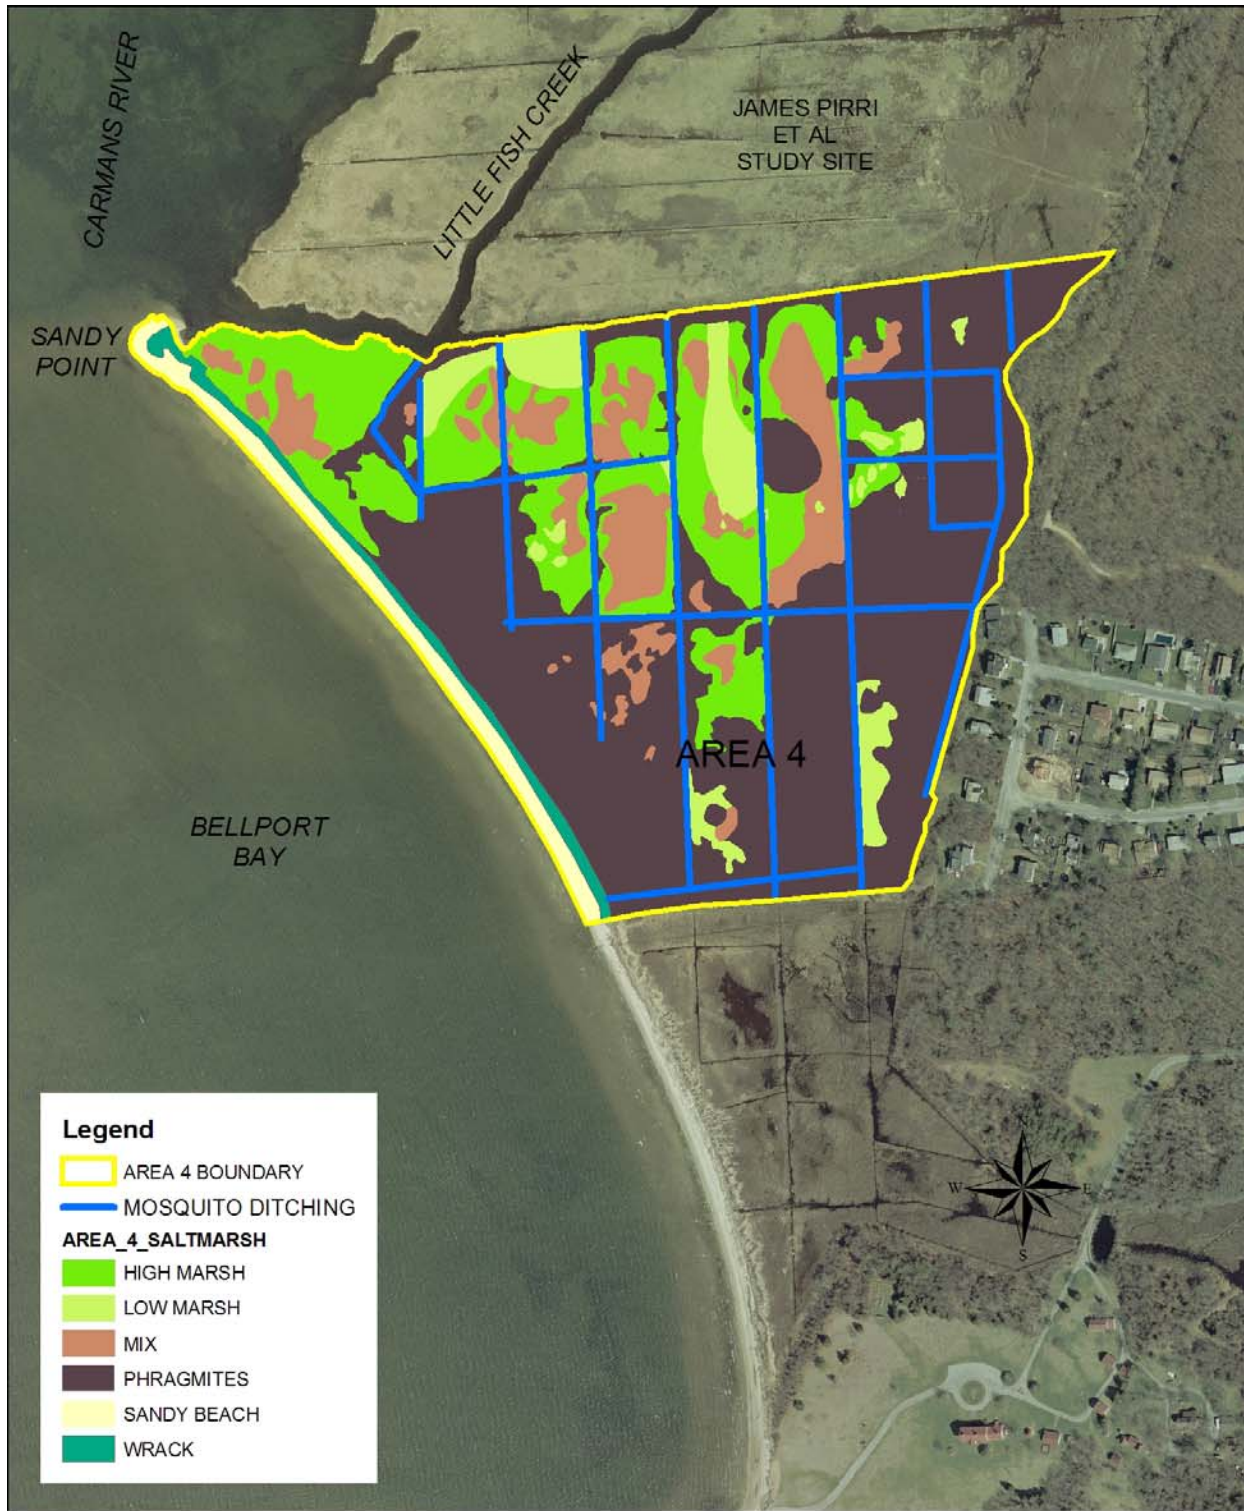 CARMANS RIVER
LITTLE FISH CREEK
JAMES PIRRI
ET AL
STUDY SITE
SANDY
POINT
AREA 4
BELLPORT
BAY
Legend
AREA 4 BOUNDARY
MOSQUITO DITCHING
AREA_4_SALTMARSH
HIGH MARSH
LOW MARSH
MIX
PHRAGMITES
SANDY BEACH
WRACK
N
W
E
S